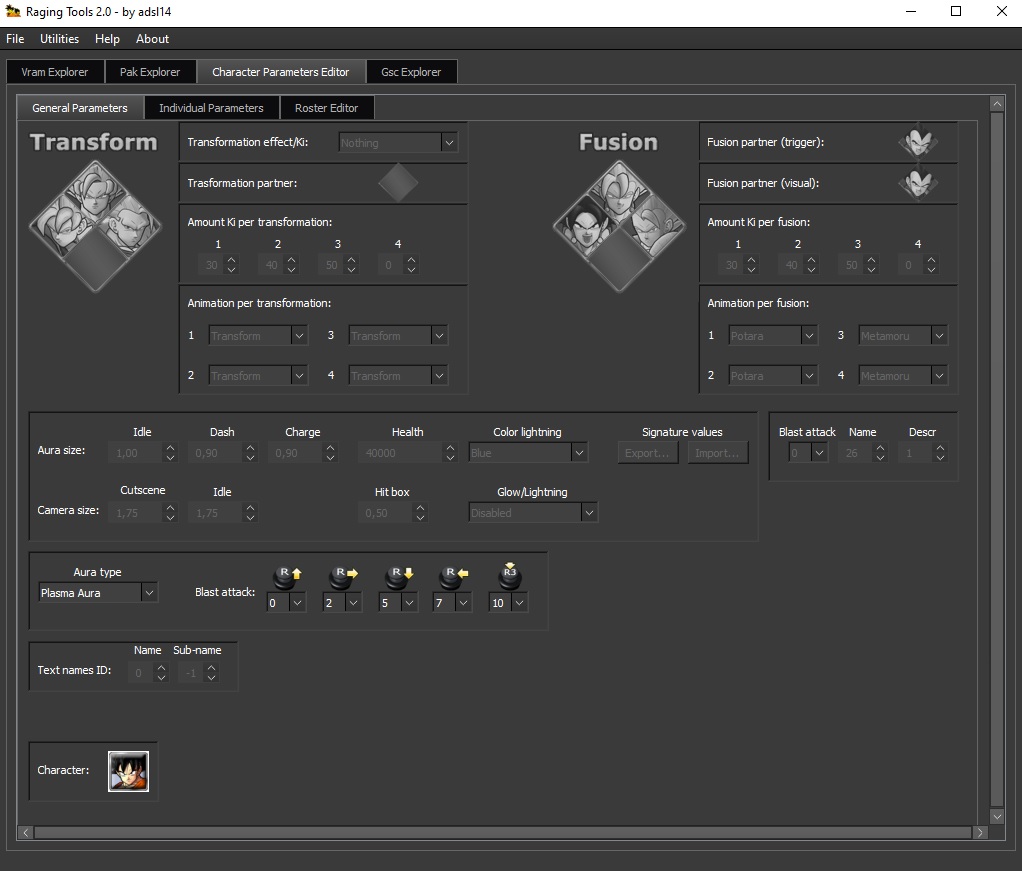 Raging Tools 2.0 - by adsl14
File Utilities Help About
Vram Explorer Pak Explorer Character Parameters Editor Gsc Explorer
General Parameters Individual Parameters Roster Editor
Transform
Transformation effect/Ki: Nothing
Trasformation partner:
Amount Ki per transformation:
1 2 3 4
30 40 50 0
Animation per transformation:
1 Transform 3 Transform
2 Transform 4 Transform
Fusion
Fusion partner (trigger):
Fusion partner (visual):
Amount Ki per fusion:
1 2 3 4
30 40 50 0
Animation per fusion:
1 Potara 3 Metamoru
2 Potara 4 Metamoru
Idle Dash Charge Health Color lightning Signature values
Aura size: 1,00 0,90 0,90 40000 Blue Export... Import...
Cutscene Idle Hit box Glow/Lightning
Camera size: 1,75 1,75 0,50 Disabled
Blast attack Name Descr
0 26 1
Aura type
Plasma Aura
Blast attack:
R R R R R3
0 2 5 7 10
Name Sub-name
Text names ID: 0 -1
Character: